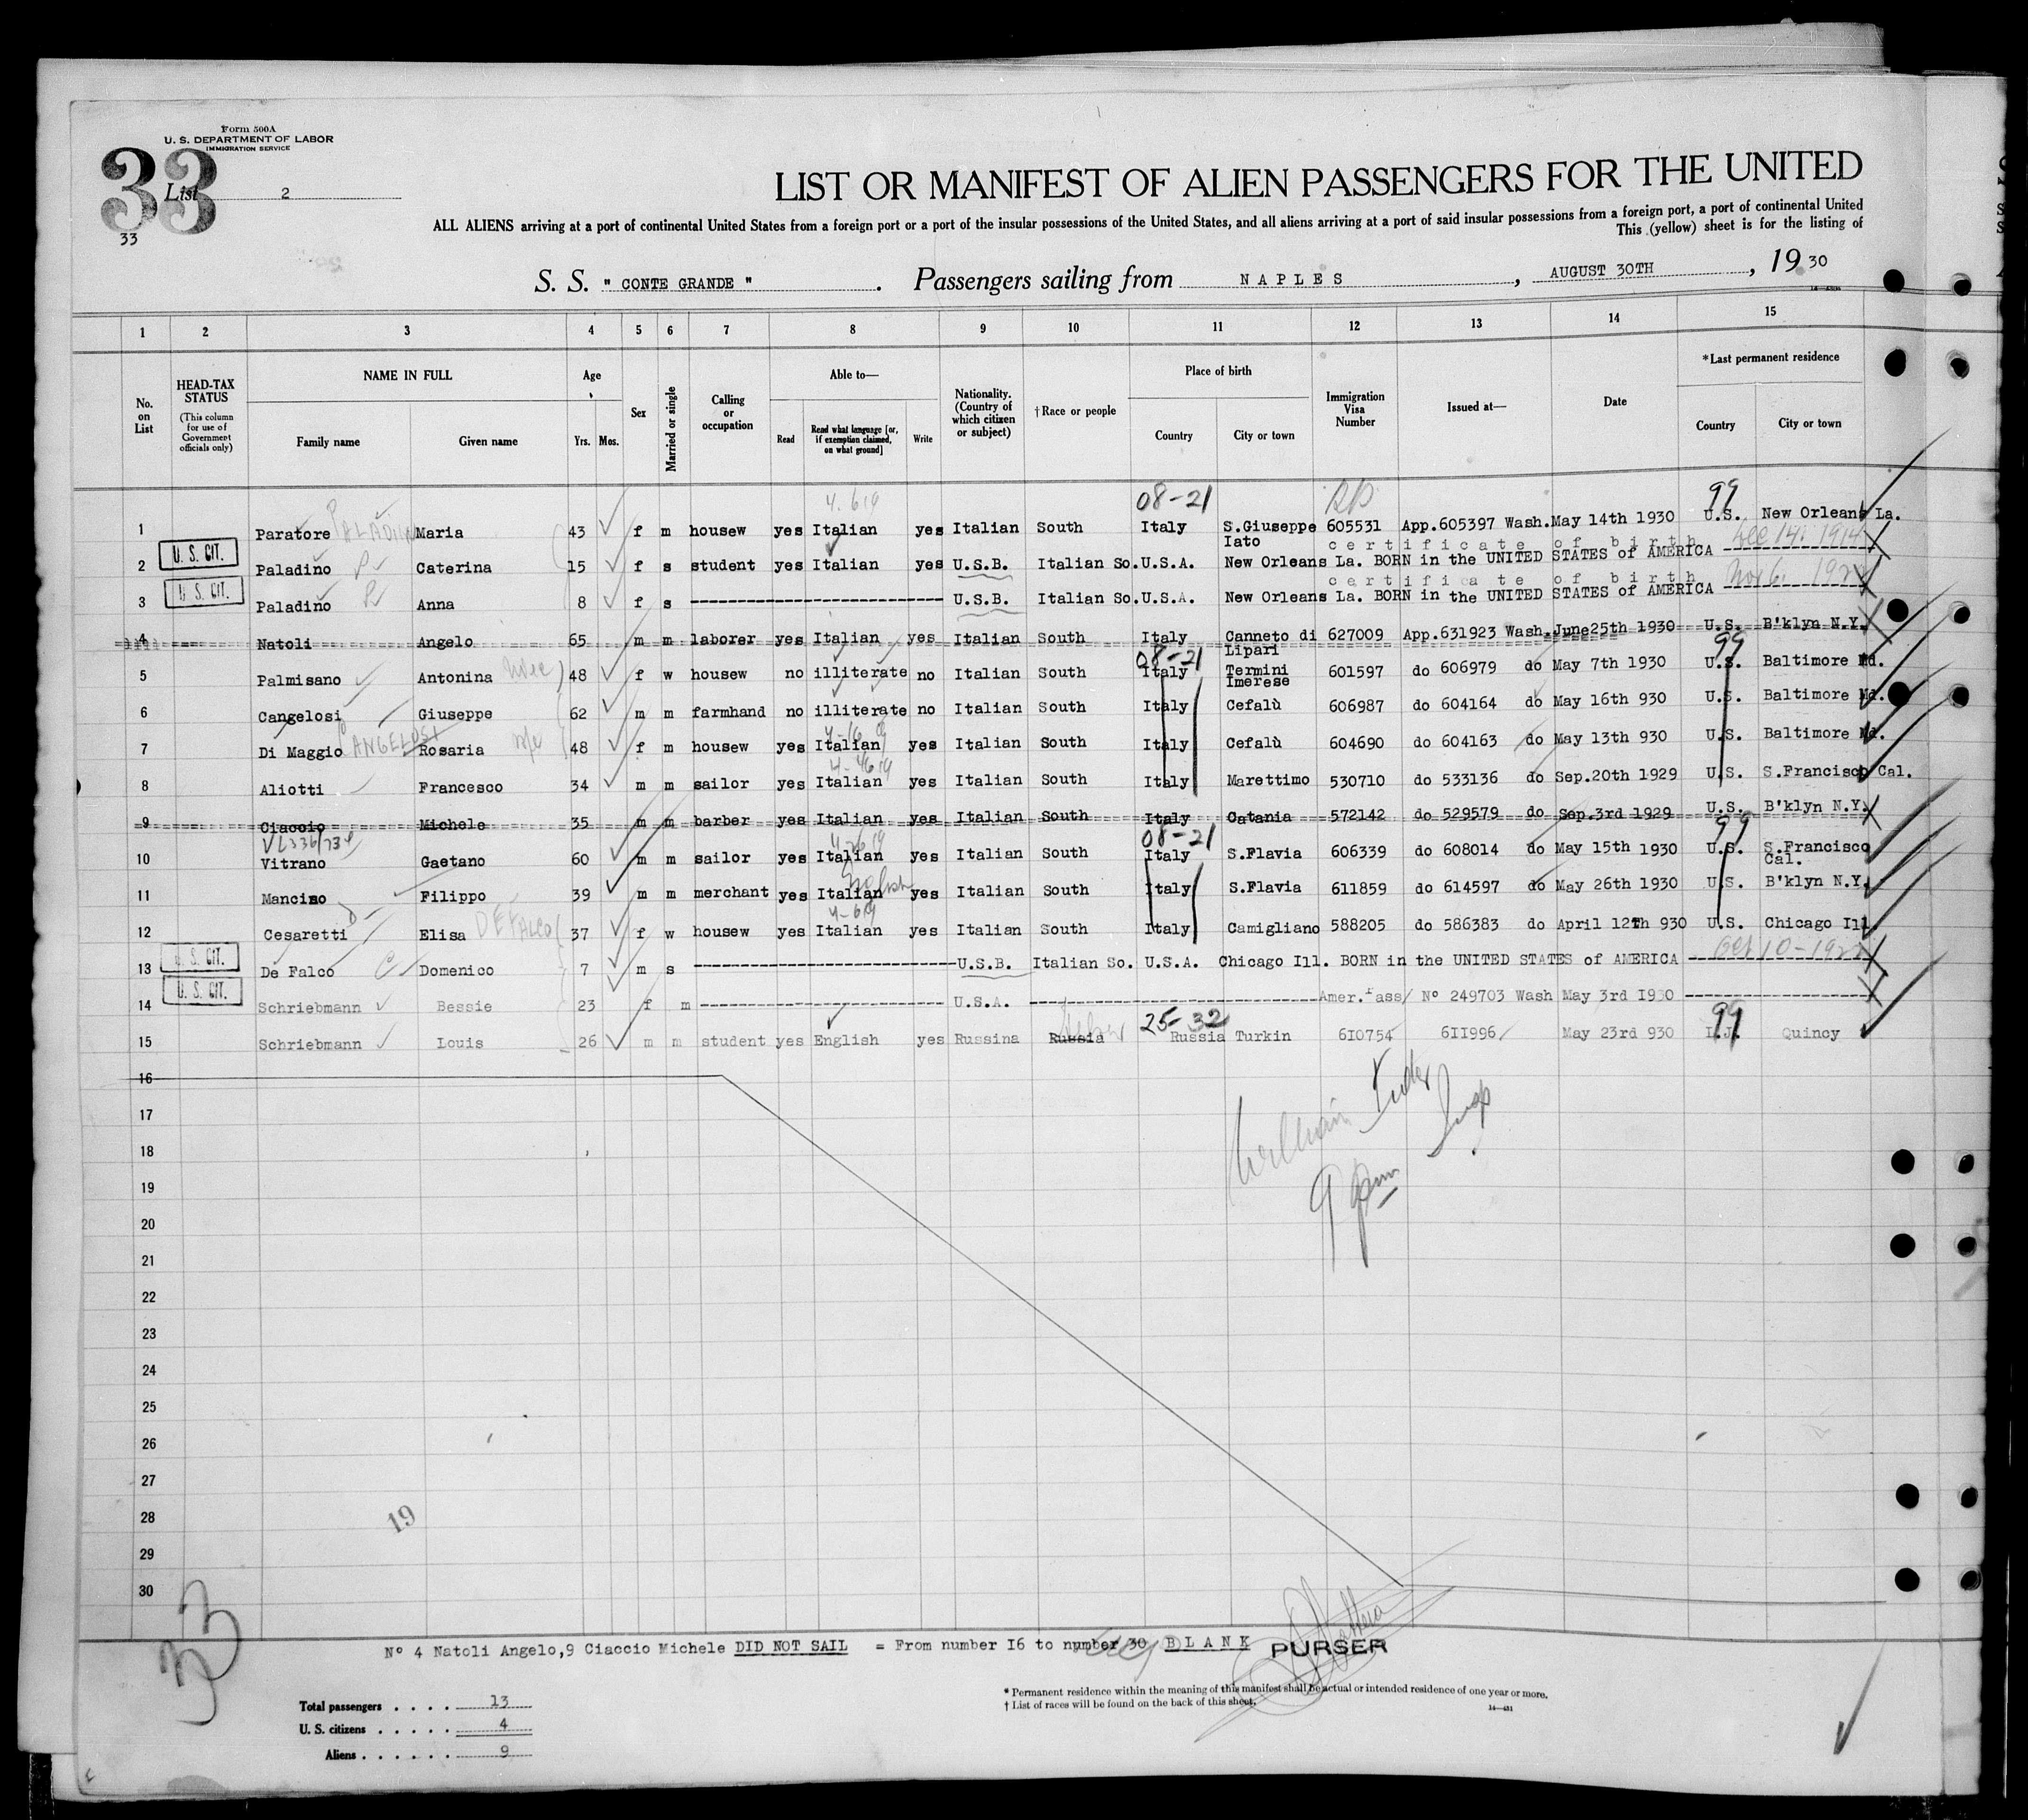 Form 500A
U. S. DEPARTMENT OF LABOR
IMMIGRATION SERVICE
33
List 2
33
LIST OR MANIFEST OF ALIEN PASSENGERS FOR THE UNITED
ALL ALIENS arriving at a port of continental United States from a foreign port or a port of the insular possessions of the United States, and all aliens arriving at a port of said insular possessions from a foreign port, a port of continental United
This (yellow) sheet is for the listing of
S. S. " CONTE GRANDE " . Passengers sailing from NAPLES , AUGUST 30TH , 19 30
1 2 3 4 5 6 7 8 9 10 11 12 13 14 15
No. on List
HEAD-TAX STATUS (This column for use of Government officials only)
NAME IN FULL
Family name Given name
Age
Yrs. Mos.
Sex
Married or single
Calling or occupation
Able to—
Read
Read what language [or, if exemption claimed, on what ground]
Write
Nationality. (Country of which citizen or subject)
† Race or people
Place of birth
Country City or town
Immigration Visa Number
Issued at—
Date
*Last permanent residence
Country City or town
08-21 99
1 Paratore PALADINO Maria 43 f m housew yes Italian yes Italian South Italy S.Giuseppe Iato 605531 App.605397 Wash. May 14th 1930 U.S. New Orleans La.
certificate of birth Dec 14, 1914
2 U. S. CIT. Paladino Caterina 15 f s student yes Italian yes U.S.B. Italian So. U.S.A. New Orleans La. BORN in the UNITED STATES of AMERICA
certificate of birth
3 U. S. CIT. Paladino Anna 8 f s U.S.B. Italian So. U.S.A. New Orleans La. BORN in the UNITED STATES of AMERICA
4 Natoli Angelo 65 m m laborer yes Italian yes Italian South Italy Canneto di Lipari 627009 App.631923 Wash. June25th 1930 U.S. B'klyn N.Y.
08-21 99
5 Palmisano Antonina 48 f w housew no illiterate no Italian South Italy Termini Imerese 601597 do 606979 do May 7th 1930 U.S. Baltimore Md.
6 Cangelosi Giuseppe 62 m m farmhand no illiterate no Italian South Italy Cefalù 606987 do 604164 do May 16th 930 U.S. Baltimore Md.
7 Di Maggio Rosaria 48 f m housew yes Italian yes Italian South Italy Cefalù 604690 do 604163 do May 13th 930 U.S. Baltimore Md.
8 Aliotti Francesco 34 m m sailor yes Italian yes Italian South Italy Marettimo 530710 do 533136 do Sep.20th 1929 U.S. S.Francisco Cal.
9 Ciaccio Michele 35 m m barber yes Italian yes Italian South Italy Catania 572142 do 529579 do Sep.3rd 1929 U.S. B'klyn N.Y.
08-21 99
10 Vitrano Gaetano 60 m m sailor yes Italian yes Italian South Italy S.Flavia 606339 do 608014 do May 15th 1930 U.S. S.Francisco Cal.
English
11 Mancino Filippo 39 m m merchant yes Italian yes Italian South Italy S.Flavia 611859 do 614597 do May 26th 1930 U.S. B'klyn N.Y.
12 Cesaretti Elisa DEFALCO 37 f w housew yes Italian yes Italian South Italy Camigliano 588205 do 586383 do April 12th 930 U.S. Chicago Ill
13 U. S. CIT. De Falco Domenico 7 m s U.S.B. Italian So. U.S.A. Chicago Ill. BORN in the UNITED STATES of AMERICA
14 U. S. CIT. Schriebmann Bessie 23 f m U.S.A. Amer.Pass/ Nº 249703 Wash May 3rd I930
25-32 99
15 Schriebmann Louis 26 m m student yes English yes Russina Russia Russia Turkin 6I0754 6II996 May 23rd 930 Quincy
16
17
18
19
20
21
22
23
24
25
26
27
28
29
30
9 pm
19
33
Nº 4 Natoli Angelo,9 Ciaccio Michele DID NOT SAIL = From number I6 to number 30 BLANK PURSER
Total passengers . . . . 13
U. S. citizens . . . . . 4
Aliens . . . . . . 9
* Permanent residence within the meaning of this manifest shall be actual or intended residence of one year or more.
† List of races will be found on the back of this sheet.